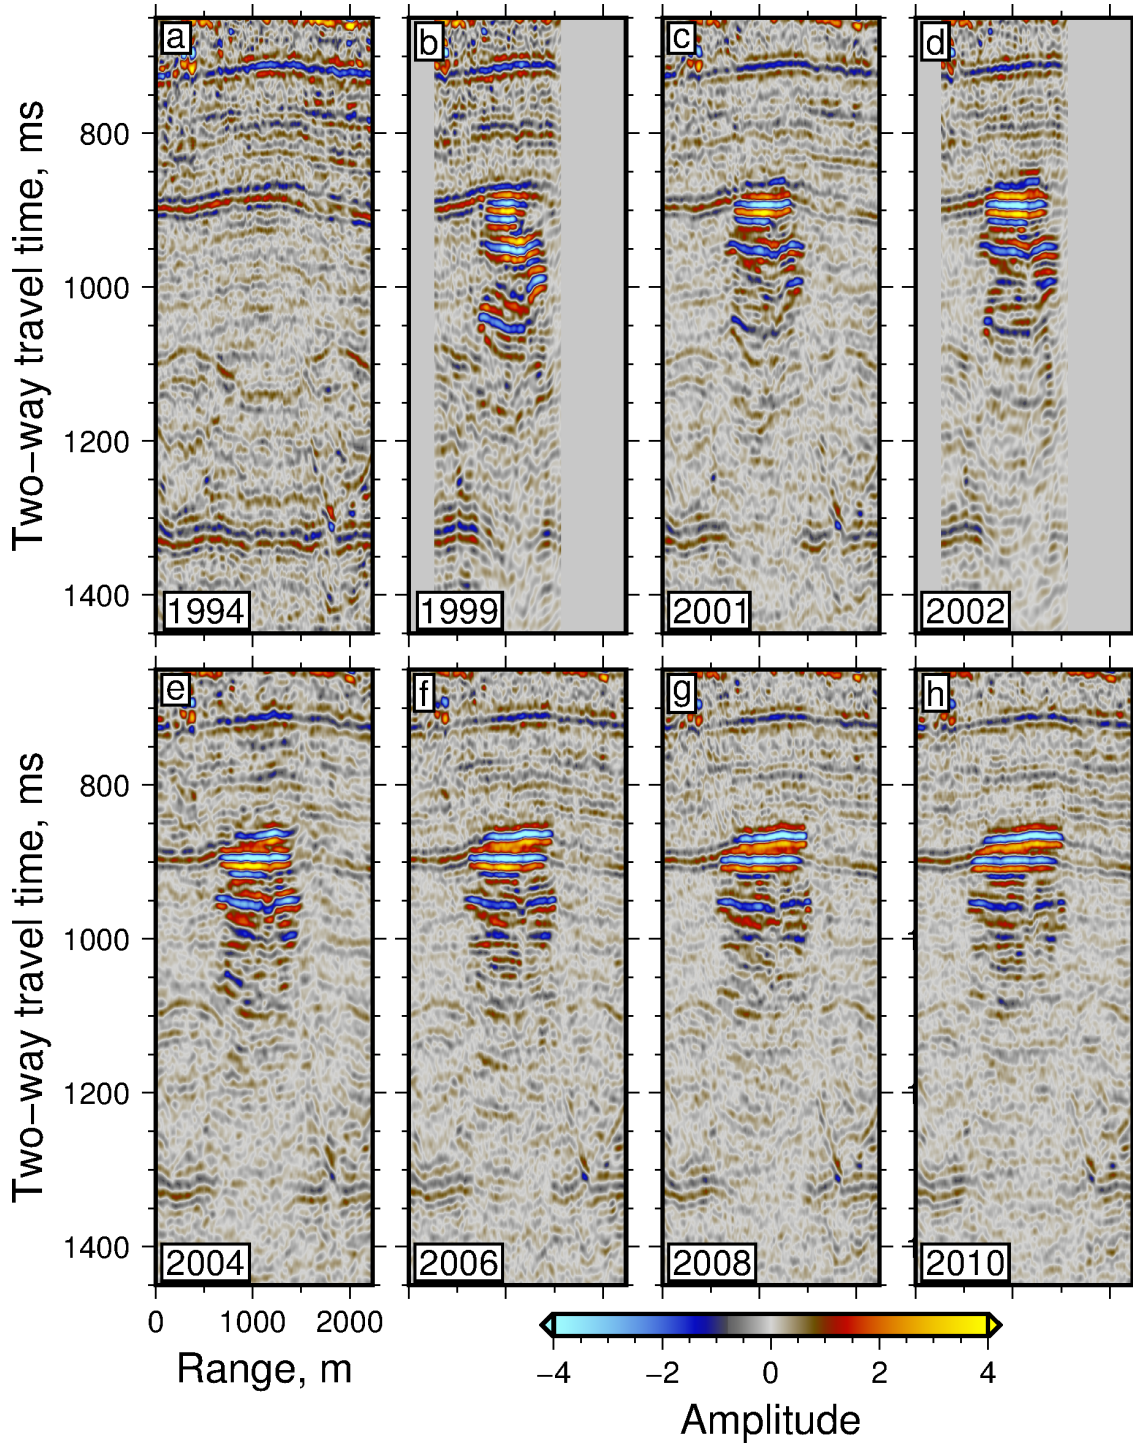 a
b
c
d
Two-way travel time, ms
800
1000
1200
1400
1994
1999
2001
2002
e
f
g
h
Two-way travel time, ms
800
1000
1200
1400
2004
2006
2008
2010
0 1000 2000
Range, m
−4 −2 0 2 4
Amplitude